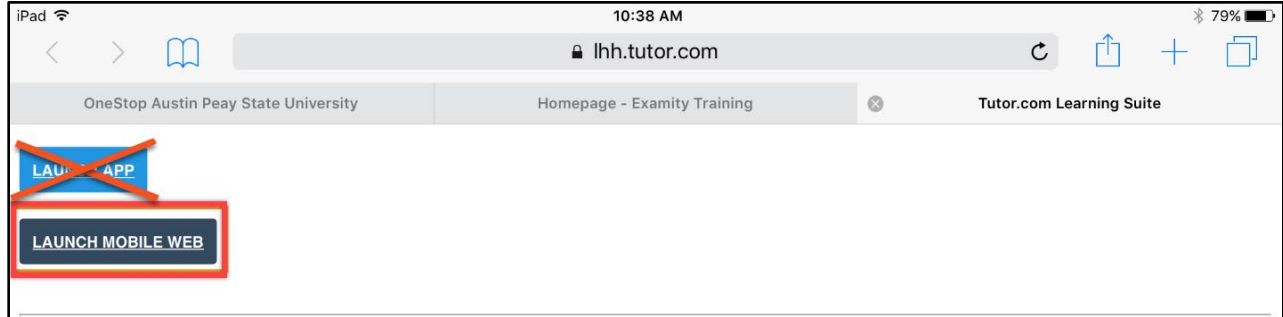 iPad 10:38 AM 79%
lhh.tutor.com
OneStop Austin Peay State University Homepage - Examity Training Tutor.com Learning Suite
LAUNCH APP
LAUNCH MOBILE WEB